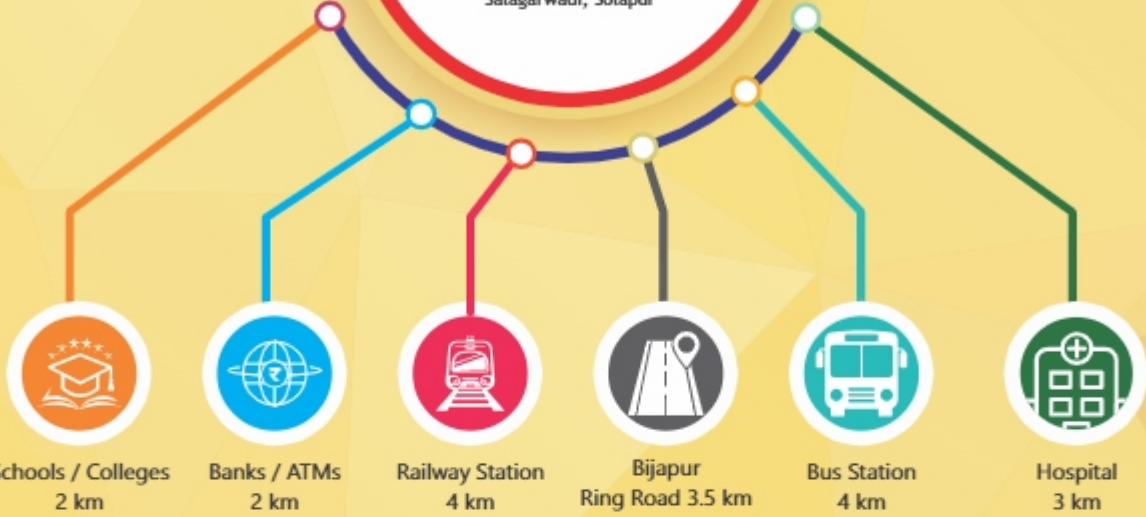 Solapur
Schools / Colleges
2 km
Banks / ATMs
2 km
Railway Station
4 km
Bijapur
Ring Road 3.5 km
Bus Station
4 km
Hospital
3 km
₹